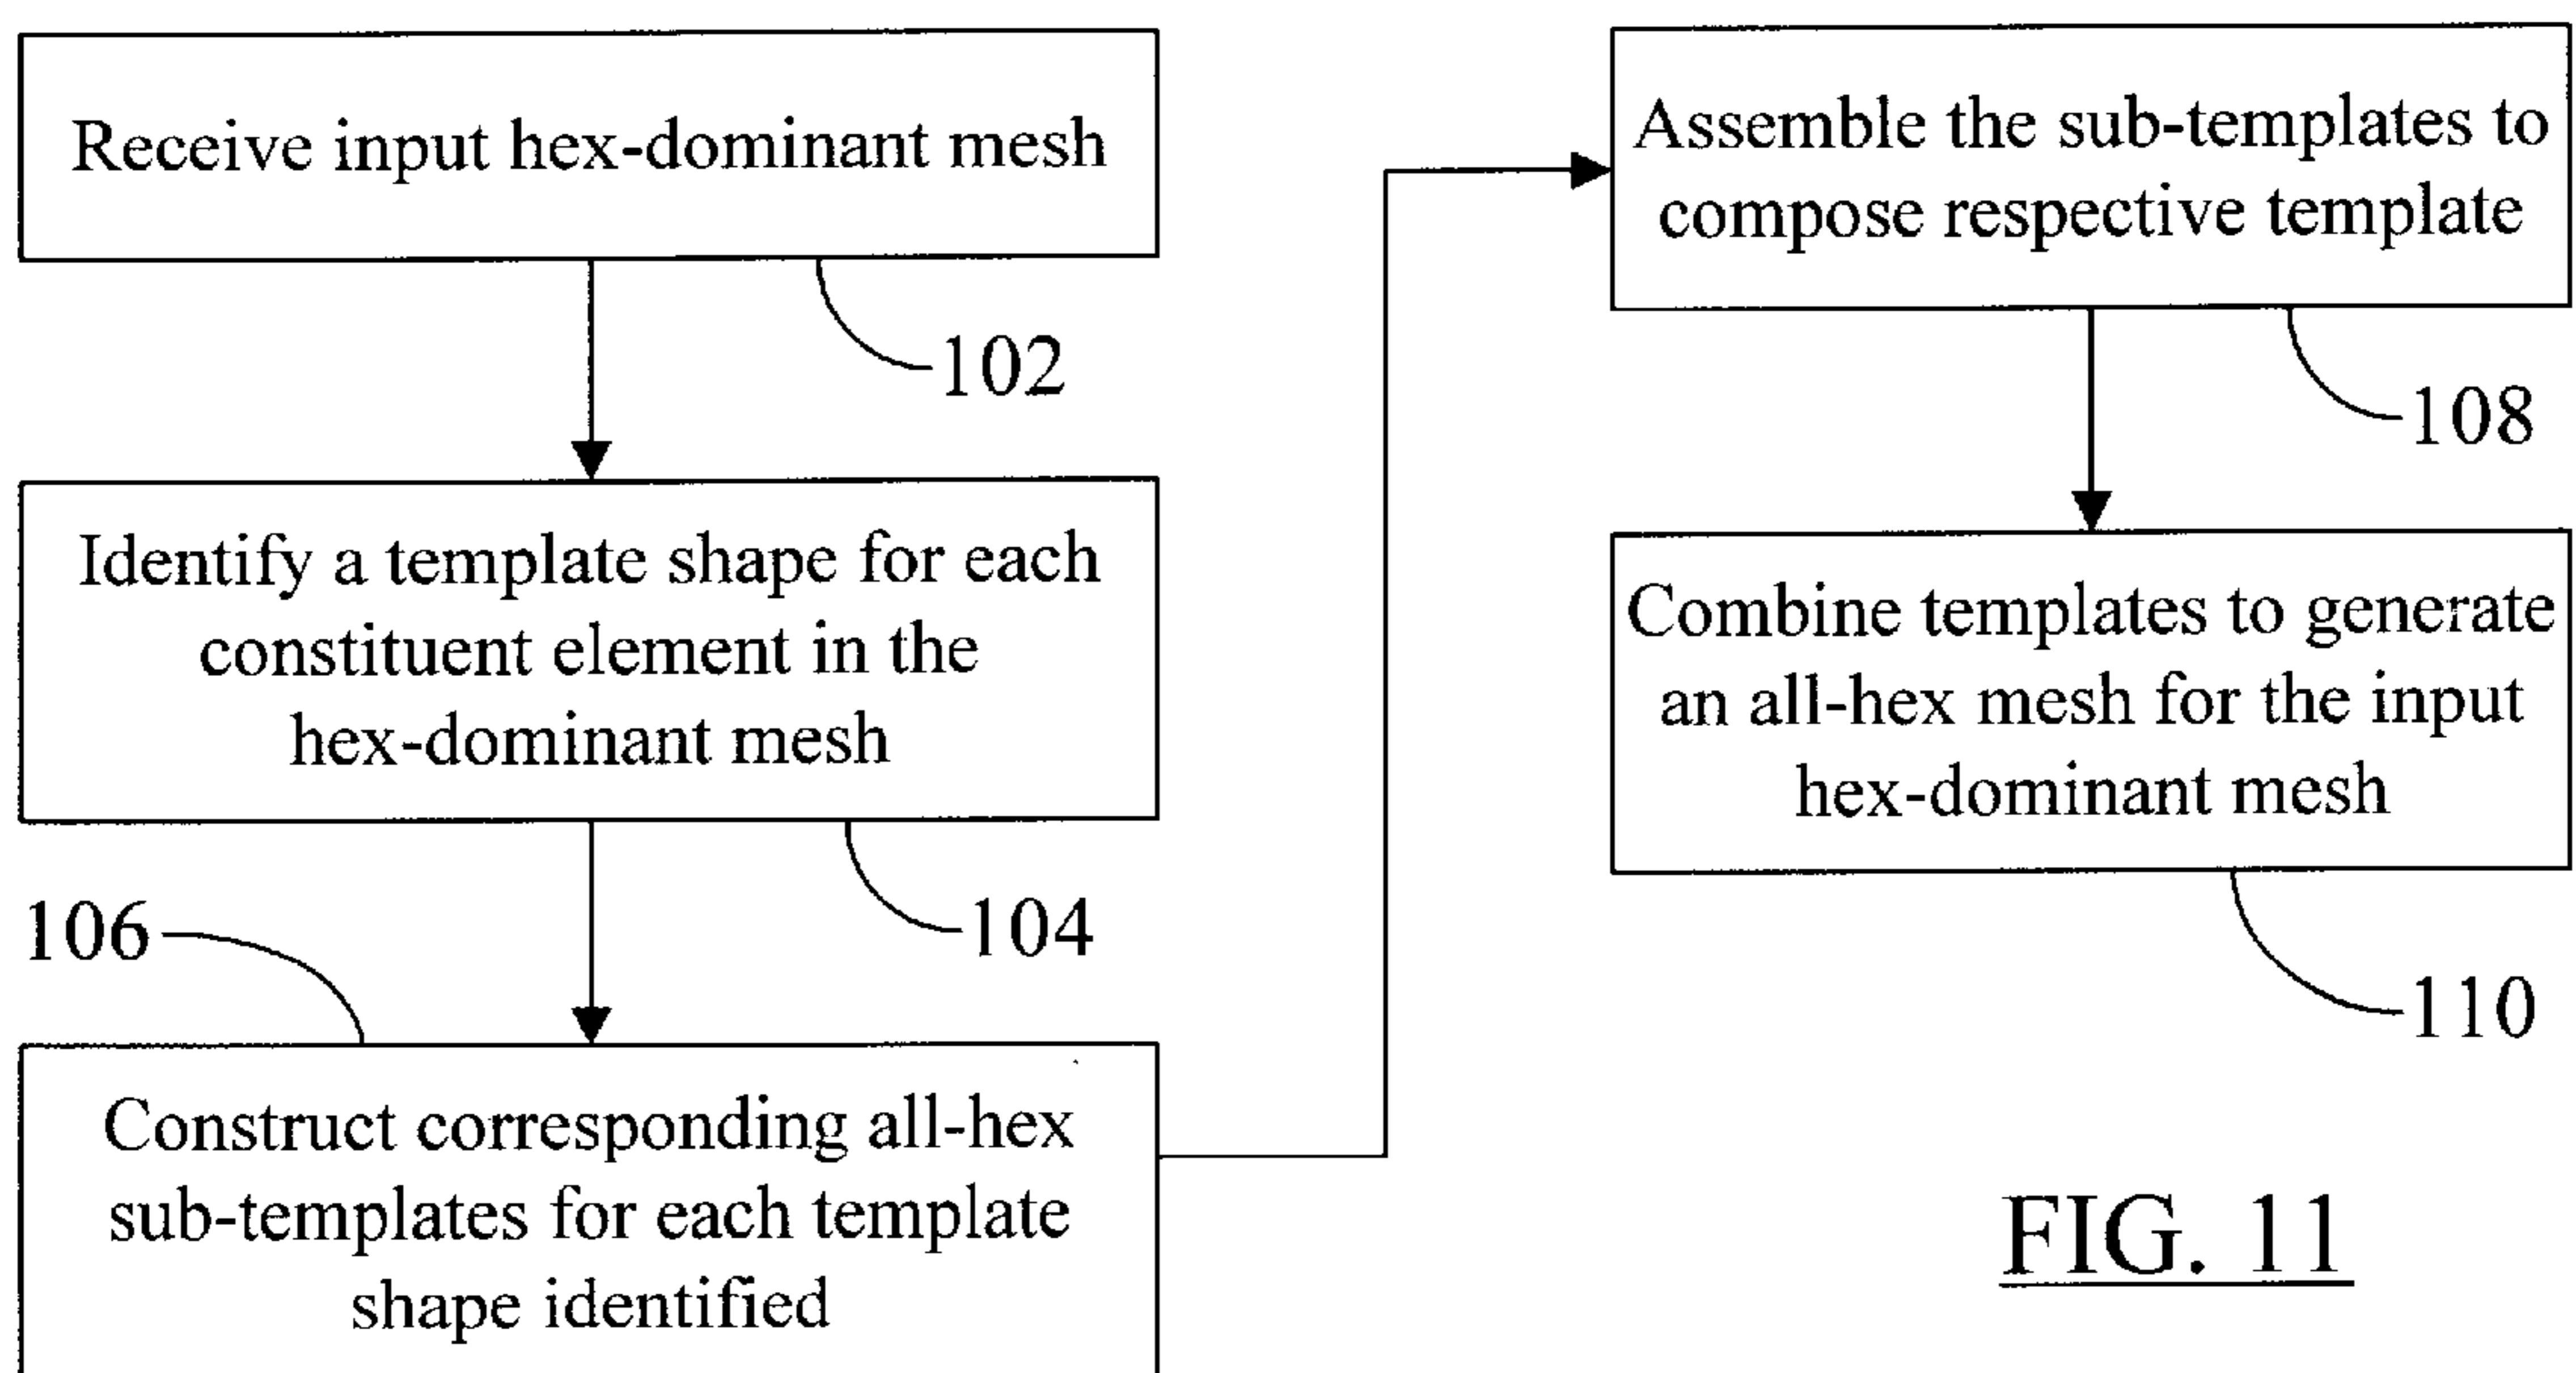 Receive input hex-dominant mesh
102
Identify a template shape for each
constituent element in the
hex-dominant mesh
104
106
Construct corresponding all-hex
sub-templates for each template
shape identified
Assemble the sub-templates to
compose respective template
108
Combine templates to generate
an all-hex mesh for the input
hex-dominant mesh
110
FIG. 11